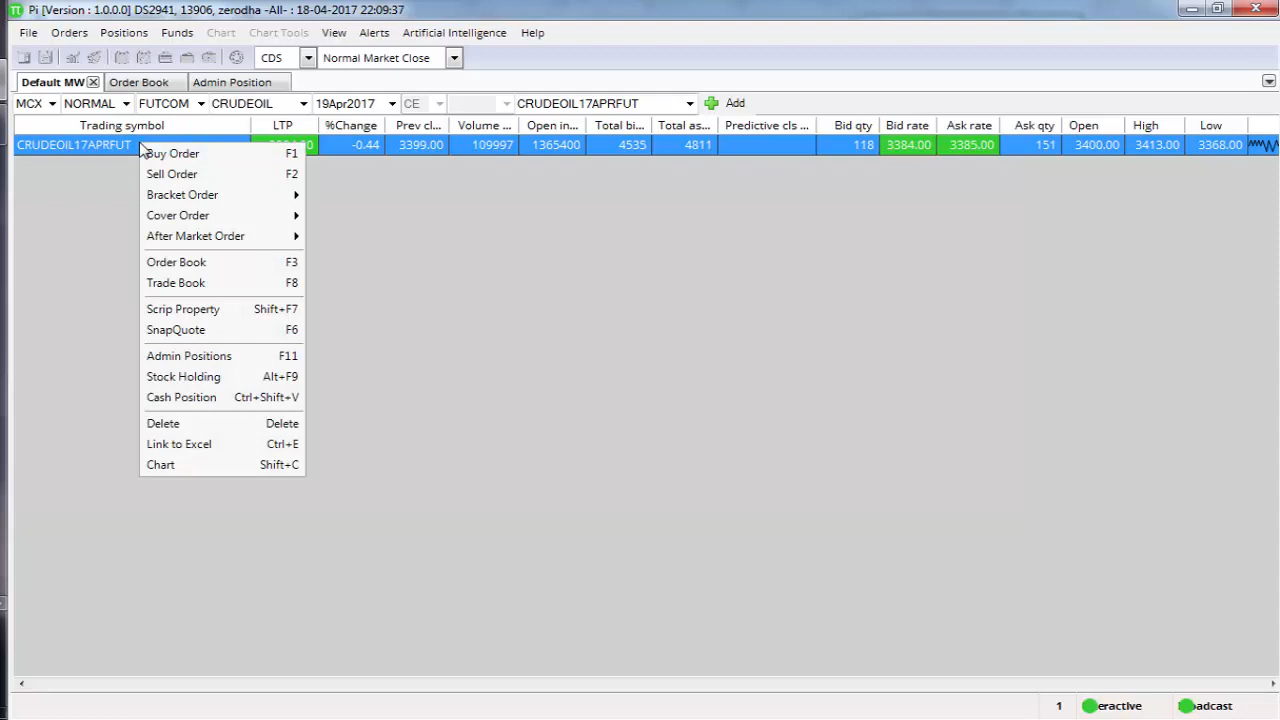 Pi [Version : 1.0.0.0] DS2941, 13906, zerodha -All- : 18-04-2017 22:09:37
File Orders Positions Funds Chart Chart Tools View Alerts Artificial Intelligence Help
CDS Normal Market Close
Default MW Order Book Admin Position
MCX NORMAL FUTCOM CRUDEOIL 19Apr2017 CE CRUDEOIL17APRFUT Add
Trading symbol LTP %Change Prev cl... Volume ... Open in... Total bi... Total as... Predictive cls ... Bid qty Bid rate Ask rate Ask qty Open High Low
CRUDEOIL17APRFUT -0.44 3399.00 109997 1365400 4535 4811 118 3384.00 3385.00 151 3400.00 3413.00 3368.00
Buy Order F1
Sell Order F2
Bracket Order
Cover Order
After Market Order
Order Book F3
Trade Book F8
Scrip Property Shift+F7
SnapQuote F6
Admin Positions F11
Stock Holding Alt+F9
Cash Position Ctrl+Shift+V
Delete Delete
Link to Excel Ctrl+E
Chart Shift+C
1 eractive adcast